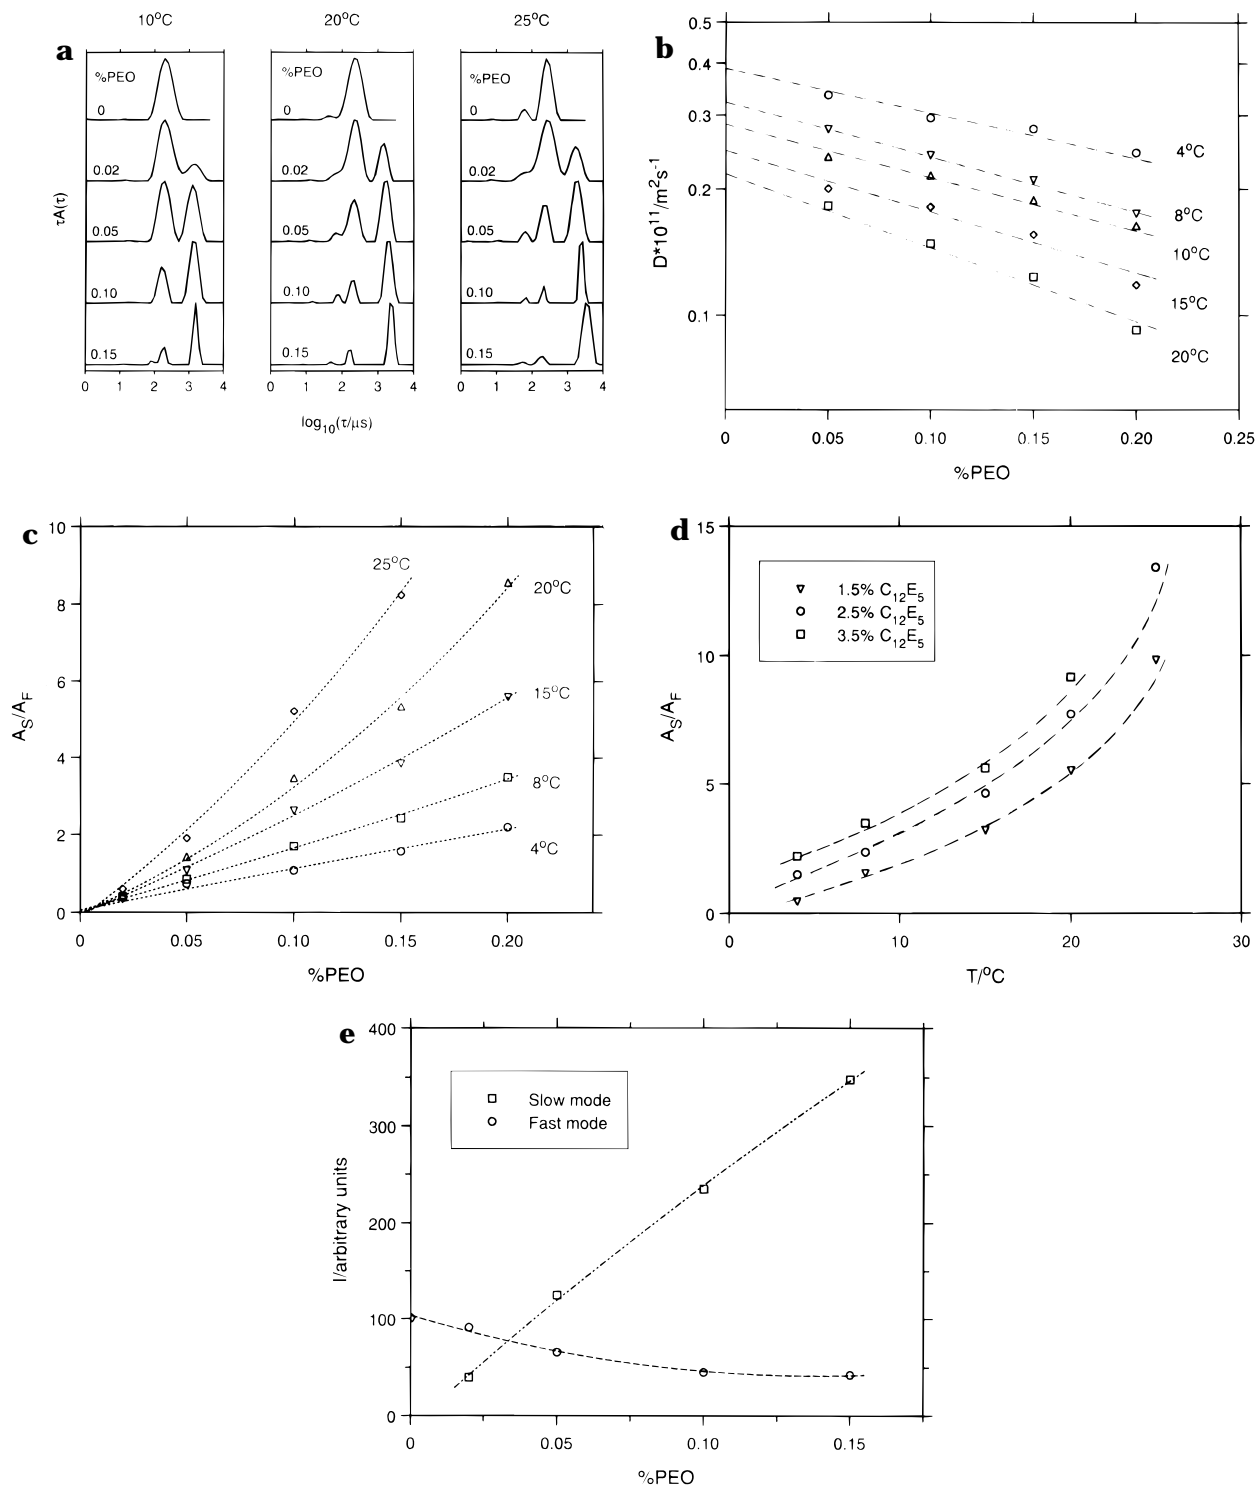 10°C 20°C 25°C
a
%PEO %PEO %PEO
0 0 0
0.02 0.02 0.02
0.05 0.05 0.05
0.10 0.10 0.10
0.15 0.15 0.15
τA(τ)
0 1 2 3 4 0 1 2 3 4 0 1 2 3 4
log10(τ/μs)
b
0.5
0.4
0.3
0.2
0.1
D*10¹¹/m²s⁻¹
4°C
8°C
10°C
15°C
20°C
0 0.05 0.10 0.15 0.20 0.25
%PEO
c
10
8
6
4
2
0
AS/AF
25°C
20°C
15°C
8°C
4°C
0 0.05 0.10 0.15 0.20
%PEO
d
15
10
5
0
AS/AF
1.5% C12E5
2.5% C12E5
3.5% C12E5
0 10 20 30
T/°C
e
400
300
200
100
0
I/arbitrary units
Slow mode
Fast mode
0 0.05 0.10 0.15
%PEO